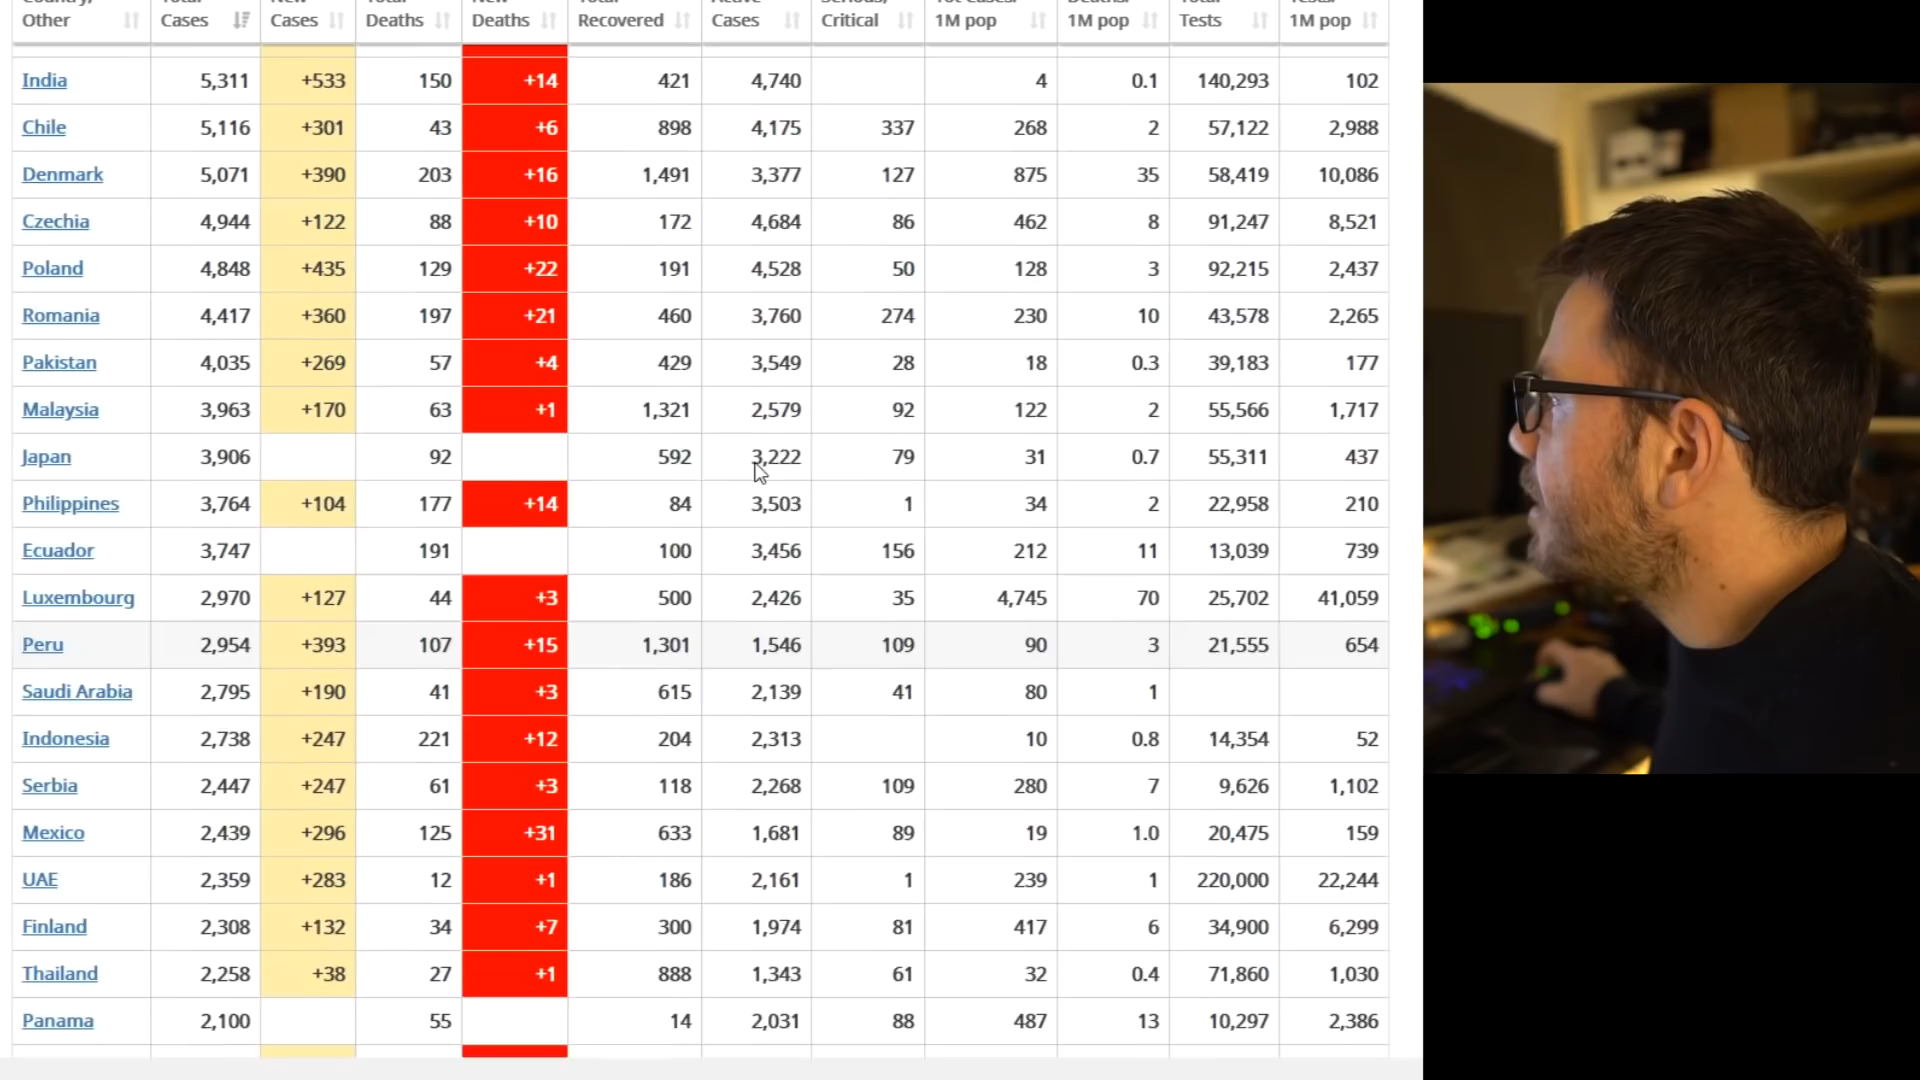 Other Cases Cases Deaths Deaths Recovered Cases Critical 1M pop 1M pop Tests 1M pop
India 5,311 +533 150 +14 421 4,740 4 0.1 140,293 102
Chile 5,116 +301 43 +6 898 4,175 337 268 2 57,122 2,988
Denmark 5,071 +390 203 +16 1,491 3,377 127 875 35 58,419 10,086
Czechia 4,944 +122 88 +10 172 4,684 86 462 8 91,247 8,521
Poland 4,848 +435 129 +22 191 4,528 50 128 3 92,215 2,437
Romania 4,417 +360 197 +21 460 3,760 274 230 10 43,578 2,265
Pakistan 4,035 +269 57 +4 429 3,549 28 18 0.3 39,183 177
Malaysia 3,963 +170 63 +1 1,321 2,579 92 122 2 55,566 1,717
Japan 3,906 92 592 3,222 79 31 0.7 55,311 437
Philippines 3,764 +104 177 +14 84 3,503 1 34 2 22,958 210
Ecuador 3,747 191 100 3,456 156 212 11 13,039 739
Luxembourg 2,970 +127 44 +3 500 2,426 35 4,745 70 25,702 41,059
Peru 2,954 +393 107 +15 1,301 1,546 109 90 3 21,555 654
Saudi Arabia 2,795 +190 41 +3 615 2,139 41 80 1
Indonesia 2,738 +247 221 +12 204 2,313 10 0.8 14,354 52
Serbia 2,447 +247 61 +3 118 2,268 109 280 7 9,626 1,102
Mexico 2,439 +296 125 +31 633 1,681 89 19 1.0 20,475 159
UAE 2,359 +283 12 +1 186 2,161 1 239 1 220,000 22,244
Finland 2,308 +132 34 +7 300 1,974 81 417 6 34,900 6,299
Thailand 2,258 +38 27 +1 888 1,343 61 32 0.4 71,860 1,030
Panama 2,100 55 14 2,031 88 487 13 10,297 2,386